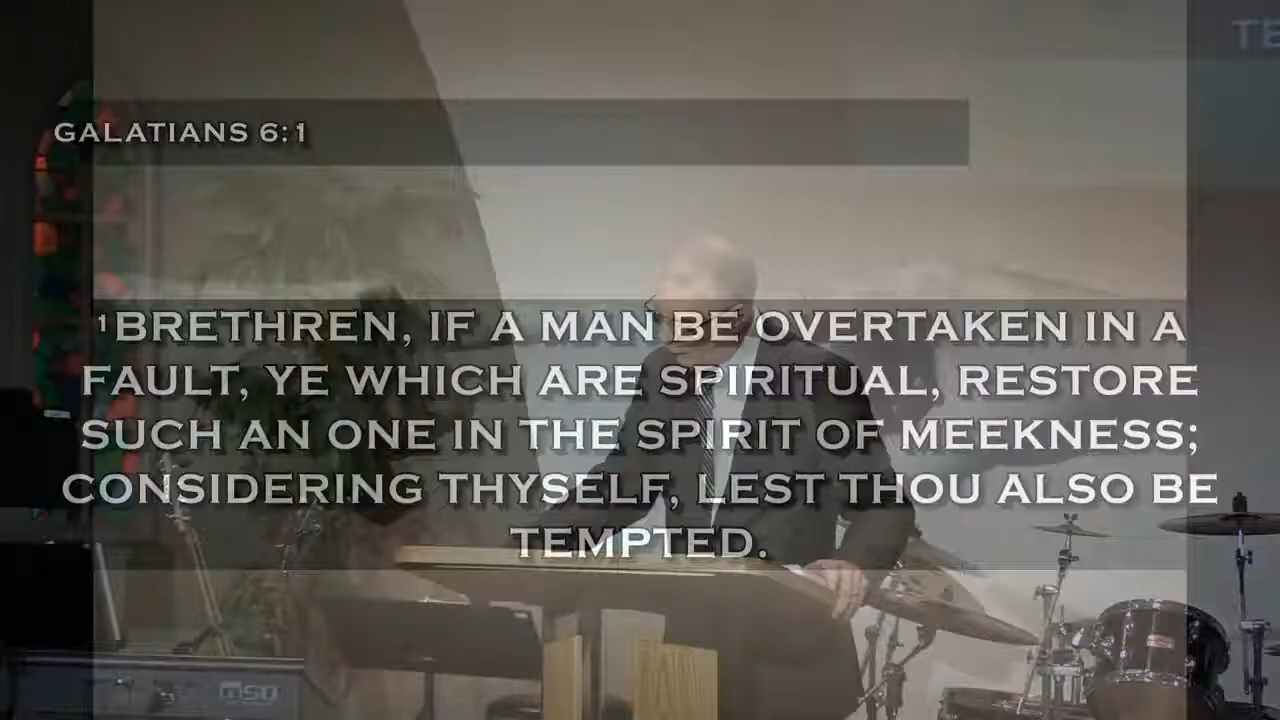 TE
GALATIANS 6:1
¹BRETHREN, IF A MAN BE OVERTAKEN IN A
FAULT, YE WHICH ARE SPIRITUAL, RESTORE
SUCH AN ONE IN THE SPIRIT OF MEEKNESS;
CONSIDERING THYSELF, LEST THOU ALSO BE
TEMPTED.